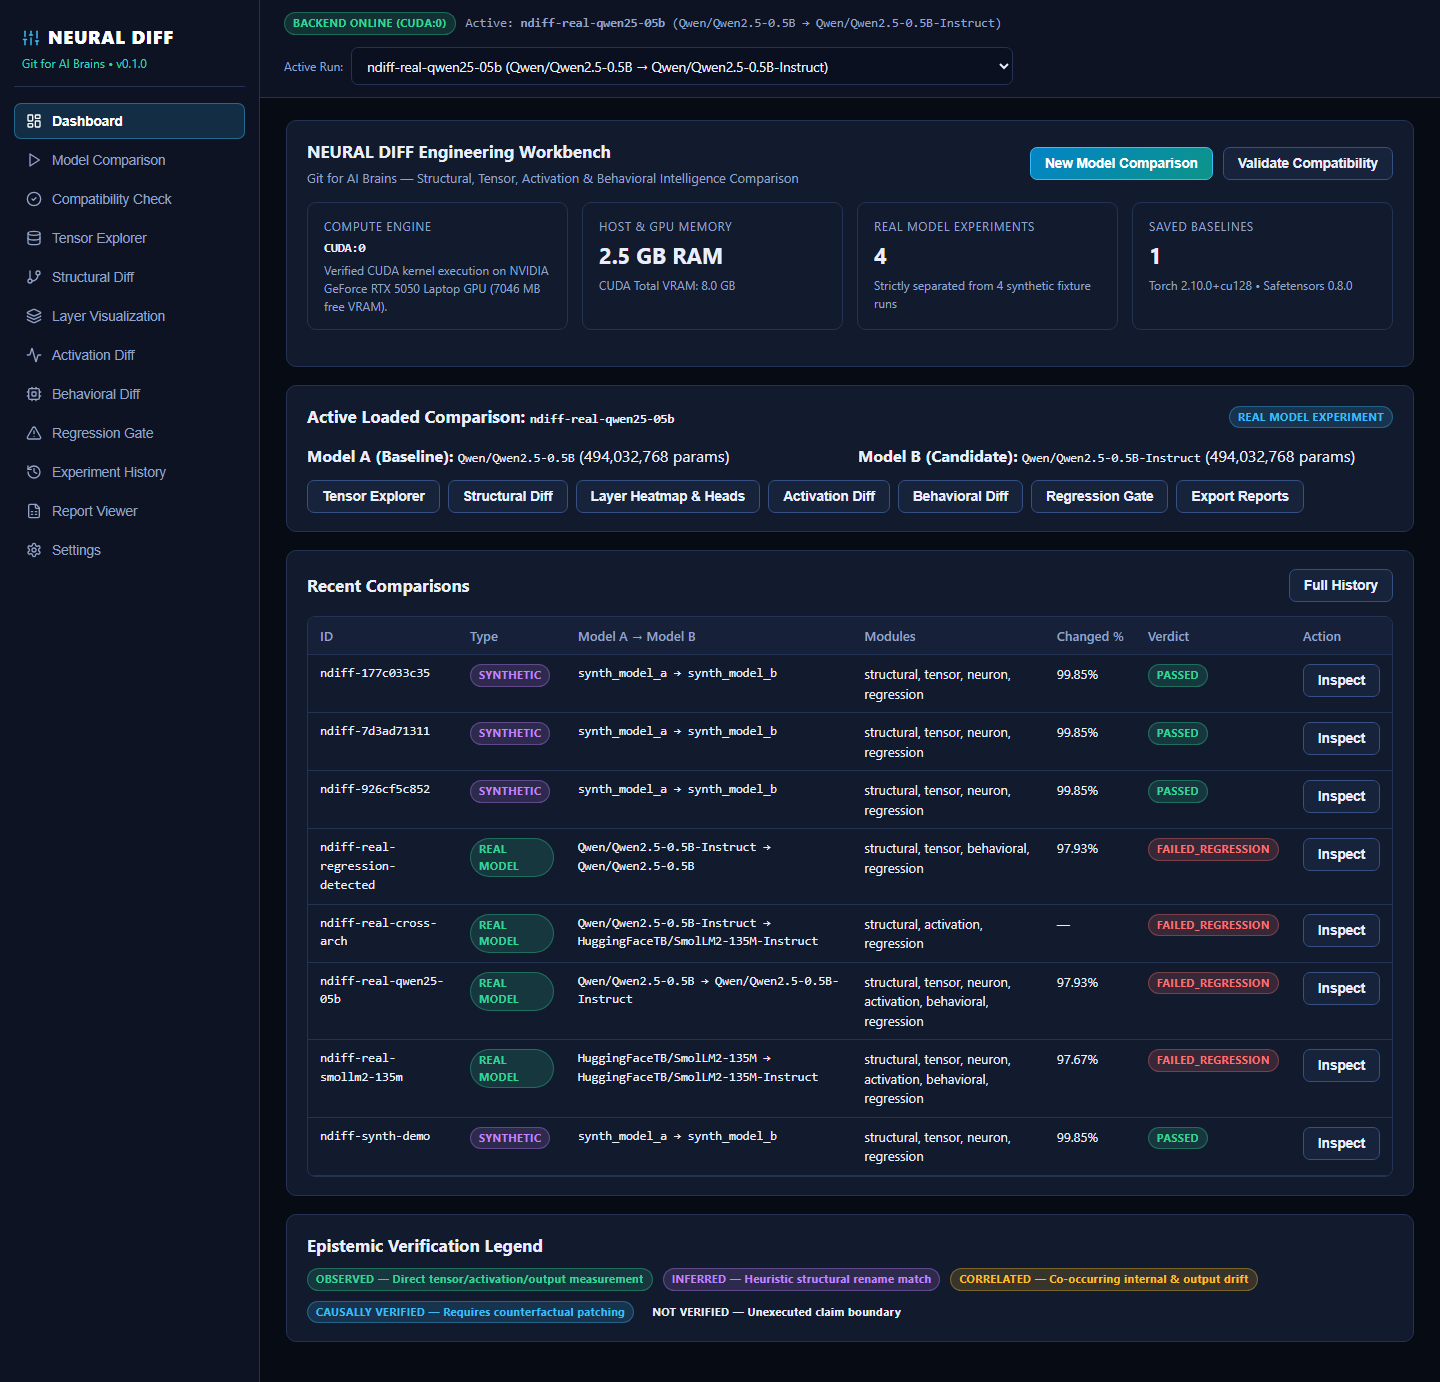 NEURAL DIFF
Git for AI Brains • v0.1.0
Dashboard
Model Comparison
Compatibility Check
Tensor Explorer
Structural Diff
Layer Visualization
Activation Diff
Behavioral Diff
Regression Gate
Experiment History
Report Viewer
Settings
BACKEND ONLINE (CUDA:0) Active: ndiff-real-qwen25-05b (Qwen/Qwen2.5-0.5B → Qwen/Qwen2.5-0.5B-Instruct)
Active Run: ndiff-real-qwen25-05b (Qwen/Qwen2.5-0.5B → Qwen/Qwen2.5-0.5B-Instruct)
NEURAL DIFF Engineering Workbench
Git for AI Brains — Structural, Tensor, Activation & Behavioral Intelligence Comparison
New Model Comparison
Validate Compatibility
COMPUTE ENGINE
CUDA:0
Verified CUDA kernel execution on NVIDIA
GeForce RTX 5050 Laptop GPU (7046 MB
free VRAM).
HOST & GPU MEMORY
2.5 GB RAM
CUDA Total VRAM: 8.0 GB
REAL MODEL EXPERIMENTS
4
Strictly separated from 4 synthetic fixture
runs
SAVED BASELINES
1
Torch 2.10.0+cu128 • Safetensors 0.8.0
Active Loaded Comparison: ndiff-real-qwen25-05b
REAL MODEL EXPERIMENT
Model A (Baseline): Qwen/Qwen2.5-0.5B (494,032,768 params)
Model B (Candidate): Qwen/Qwen2.5-0.5B-Instruct (494,032,768 params)
Tensor Explorer
Structural Diff
Layer Heatmap & Heads
Activation Diff
Behavioral Diff
Regression Gate
Export Reports
Recent Comparisons
Full History
ID Type Model A → Model B Modules Changed % Verdict Action
ndiff-177c033c35 SYNTHETIC synth_model_a → synth_model_b structural, tensor, neuron, 99.85% PASSED Inspect
regression
ndiff-7d3ad71311 SYNTHETIC synth_model_a → synth_model_b structural, tensor, neuron, 99.85% PASSED Inspect
regression
ndiff-926cf5c852 SYNTHETIC synth_model_a → synth_model_b structural, tensor, neuron, 99.85% PASSED Inspect
regression
ndiff-real- REAL Qwen/Qwen2.5-0.5B-Instruct → structural, tensor, behavioral, 97.93% FAILED_REGRESSION Inspect
regression- MODEL Qwen/Qwen2.5-0.5B regression
detected
ndiff-real-cross- REAL Qwen/Qwen2.5-0.5B-Instruct → structural, activation, — FAILED_REGRESSION Inspect
arch MODEL HuggingFaceTB/SmolLM2-135M-Instruct regression
ndiff-real-qwen25- REAL Qwen/Qwen2.5-0.5B → Qwen/Qwen2.5-0.5B- structural, tensor, neuron, 97.93% FAILED_REGRESSION Inspect
05b MODEL Instruct activation, behavioral,
regression
ndiff-real- REAL HuggingFaceTB/SmolLM2-135M → structural, tensor, neuron, 97.67% FAILED_REGRESSION Inspect
smollm2-135m MODEL HuggingFaceTB/SmolLM2-135M-Instruct activation, behavioral,
regression
ndiff-synth-demo SYNTHETIC synth_model_a → synth_model_b structural, tensor, neuron, 99.85% PASSED Inspect
regression
Epistemic Verification Legend
OBSERVED — Direct tensor/activation/output measurement
INFERRED — Heuristic structural rename match
CORRELATED — Co-occurring internal & output drift
CAUSALLY VERIFIED — Requires counterfactual patching
NOT VERIFIED — Unexecuted claim boundary